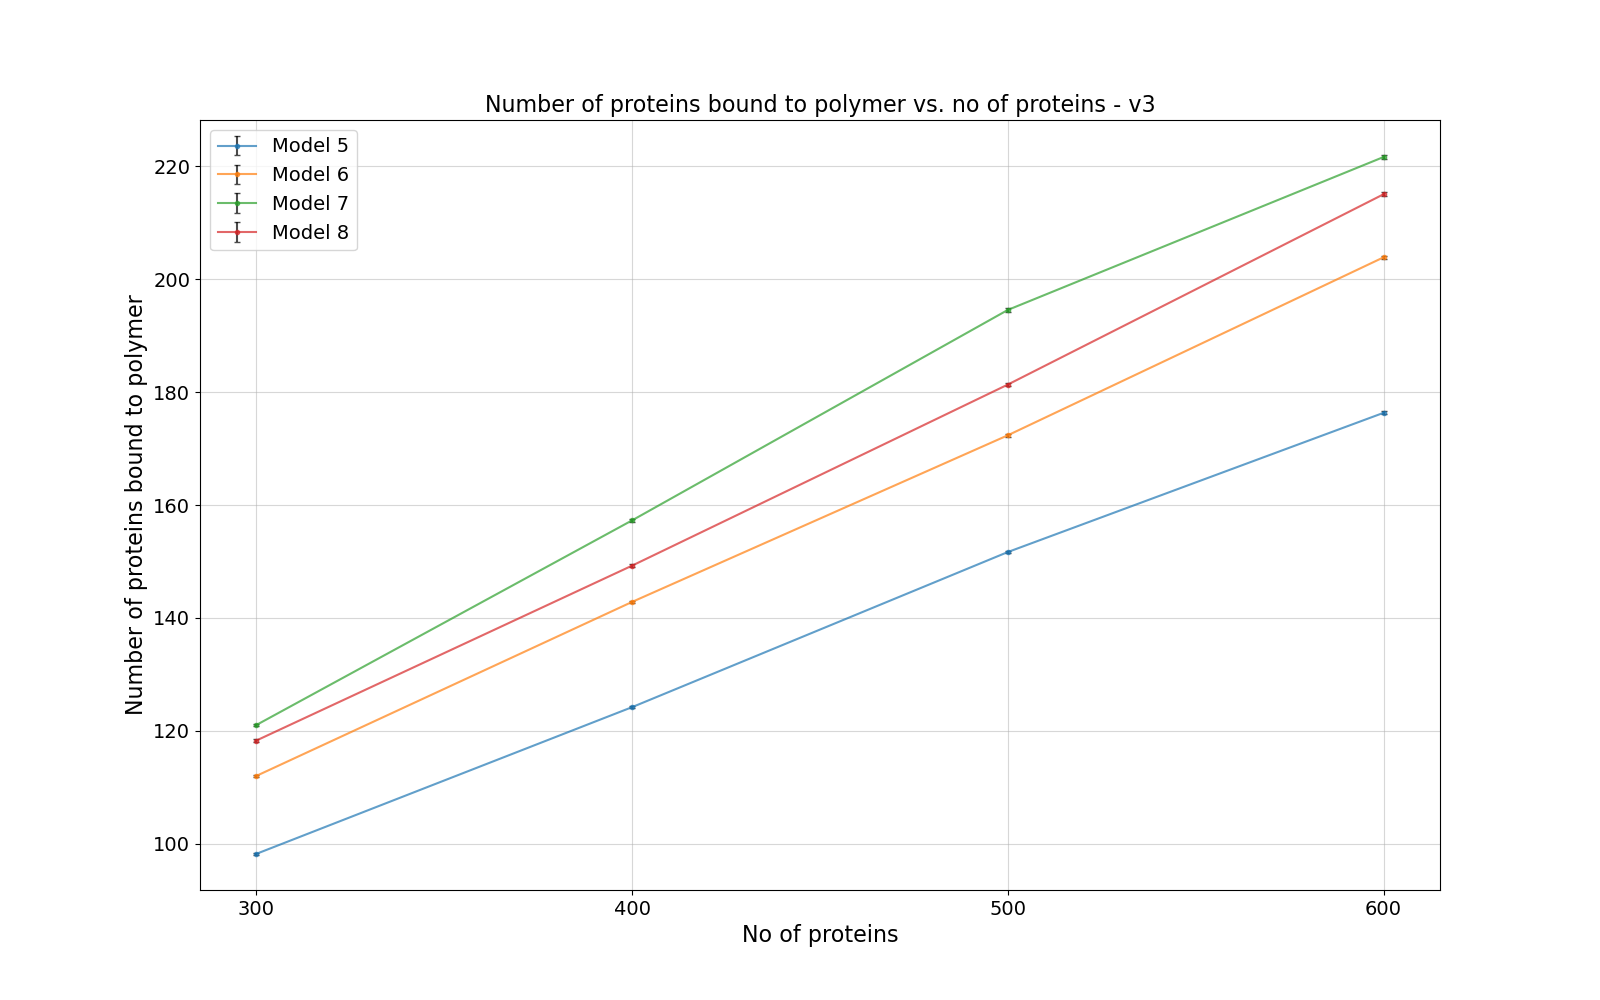 Number of proteins bound to polymer vs. no of proteins - v3
Model 5
Model 6
Model 7
Model 8
Number of proteins bound to polymer
220
200
180
160
140
120
100
300 400 500 600
No of proteins